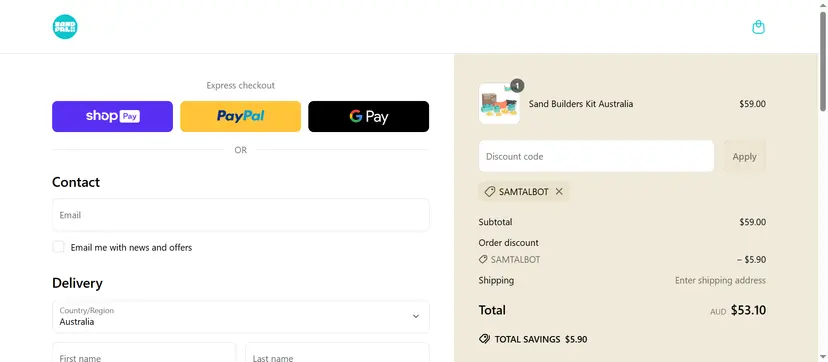 SAND
PALS
Express checkout
shop Pay
PayPal
G Pay
OR
Contact
Email
Email me with news and offers
Delivery
Country/Region
Australia
First name
Last name
1
Sand Builders Kit Australia
$59.00
Discount code
Apply
SAMTALBOT
Subtotal
$59.00
Order discount
SAMTALBOT
− $5.90
Shipping
Enter shipping address
Total
AUD $53.10
TOTAL SAVINGS $5.90